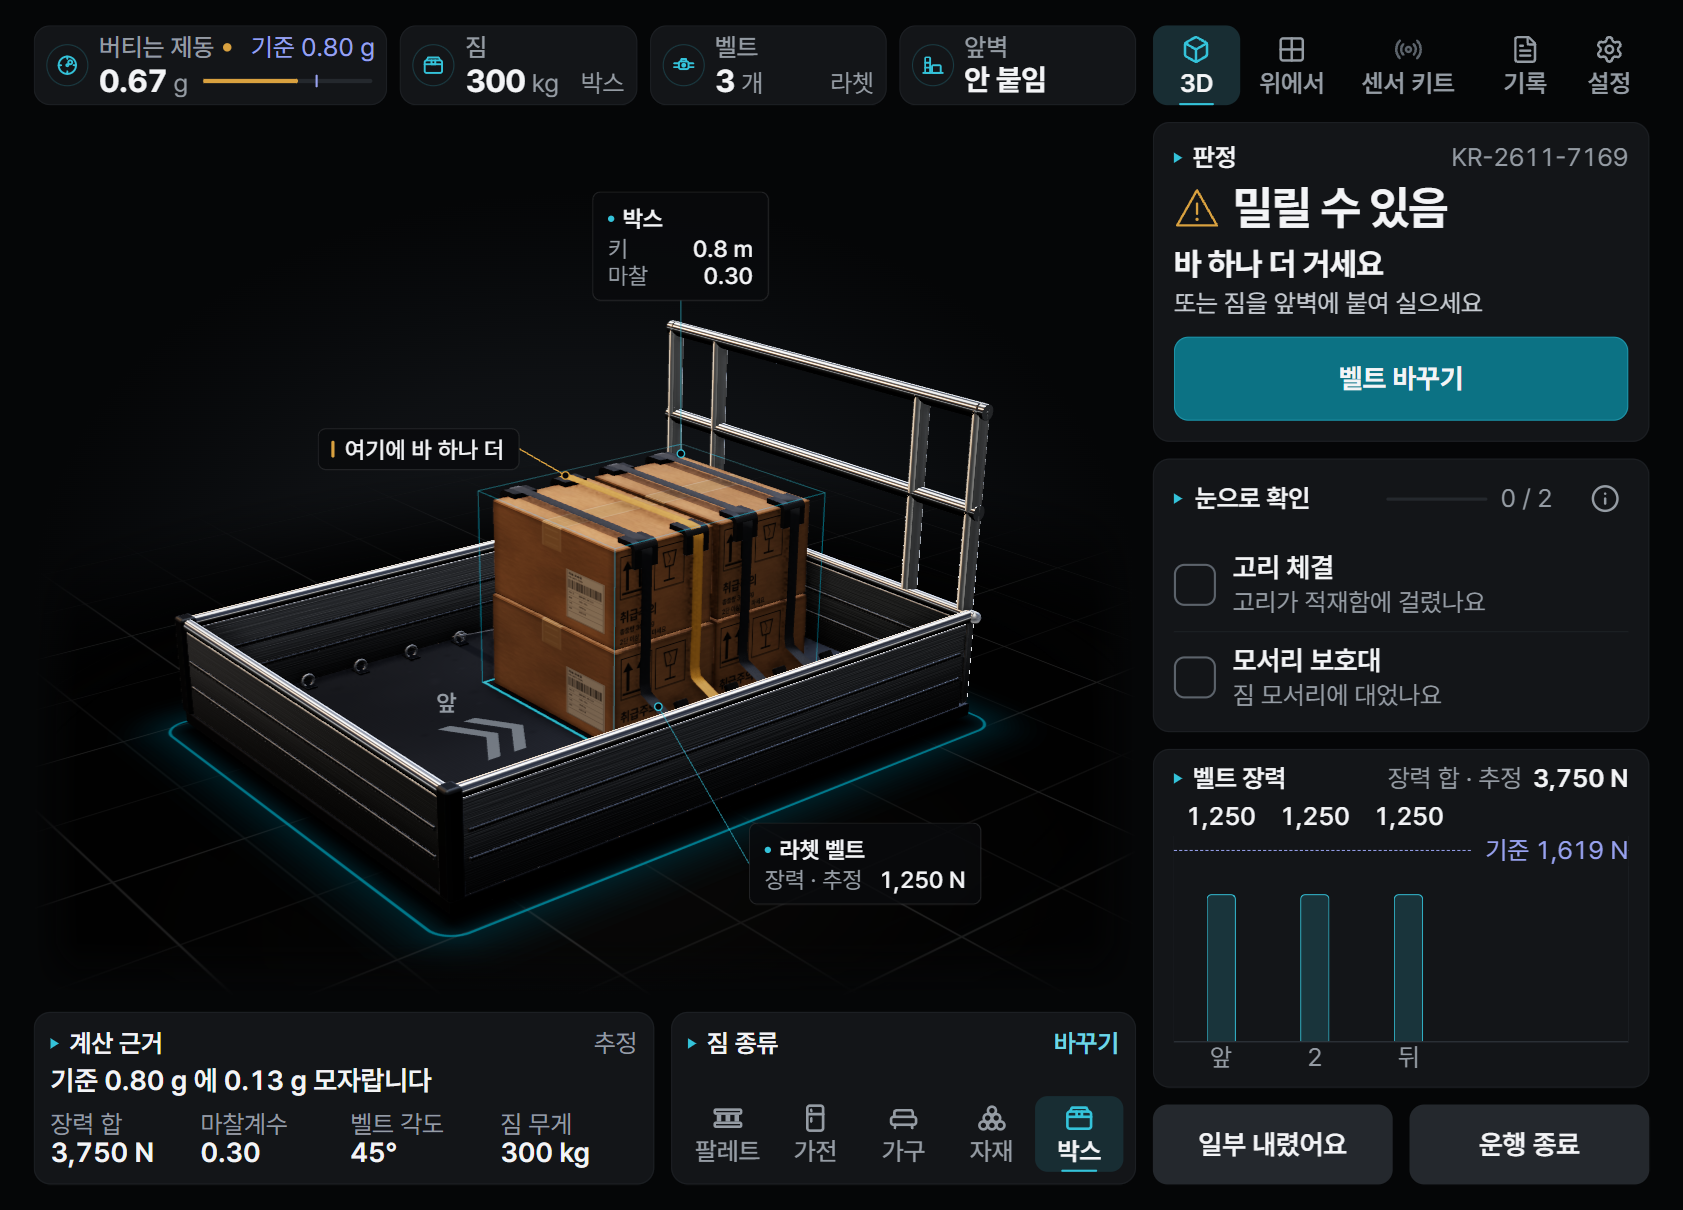 버티는 제동
기준 0.80 g
0.67 g
짐
300 kg 박스
벨트
3 개 라쳇
앞벽
안 붙임
3D
위에서
센서 키트
기록
설정
판정
KR-2611-7169
밀릴 수 있음
바 하나 더 거세요
또는 짐을 앞벽에 붙여 실으세요
벨트 바꾸기
눈으로 확인
0 / 2
고리 체결
고리가 적재함에 걸렸나요
모서리 보호대
짐 모서리에 대었나요
벨트 장력
장력 합 · 추정 3,750 N
1,250 1,250 1,250
기준 1,619 N
앞 2 뒤
일부 내렸어요
운행 종료
박스
키 0.8 m
마찰 0.30
여기에 바 하나 더
앞
라쳇 벨트
장력 · 추정 1,250 N
계산 근거
추정
기준 0.80 g 에 0.13 g 모자랍니다
장력 합 마찰계수 벨트 각도 짐 무게
3,750 N 0.30 45° 300 kg
짐 종류
바꾸기
팔레트 가전 가구 자재 박스